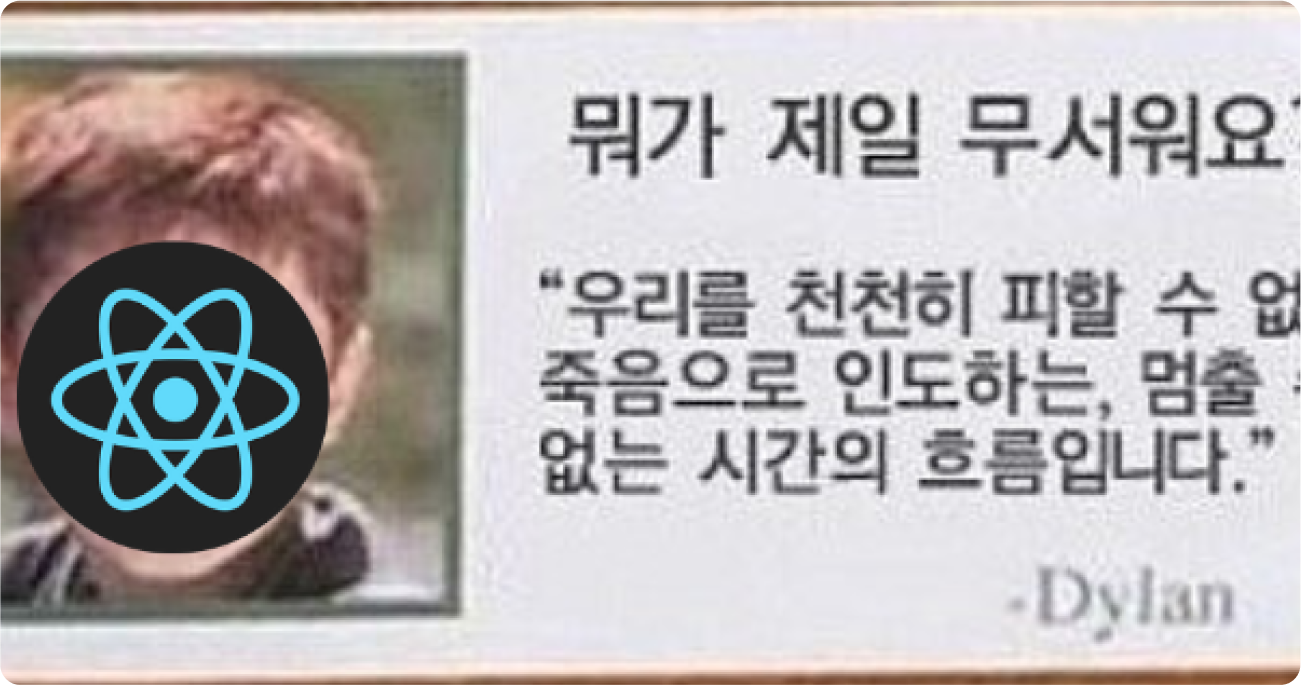 뭐가 제일 무서워요?
“우리를 천천히 피할 수 없
죽음으로 인도하는, 멈출
없는 시간의 흐름입니다.”
-Dylan